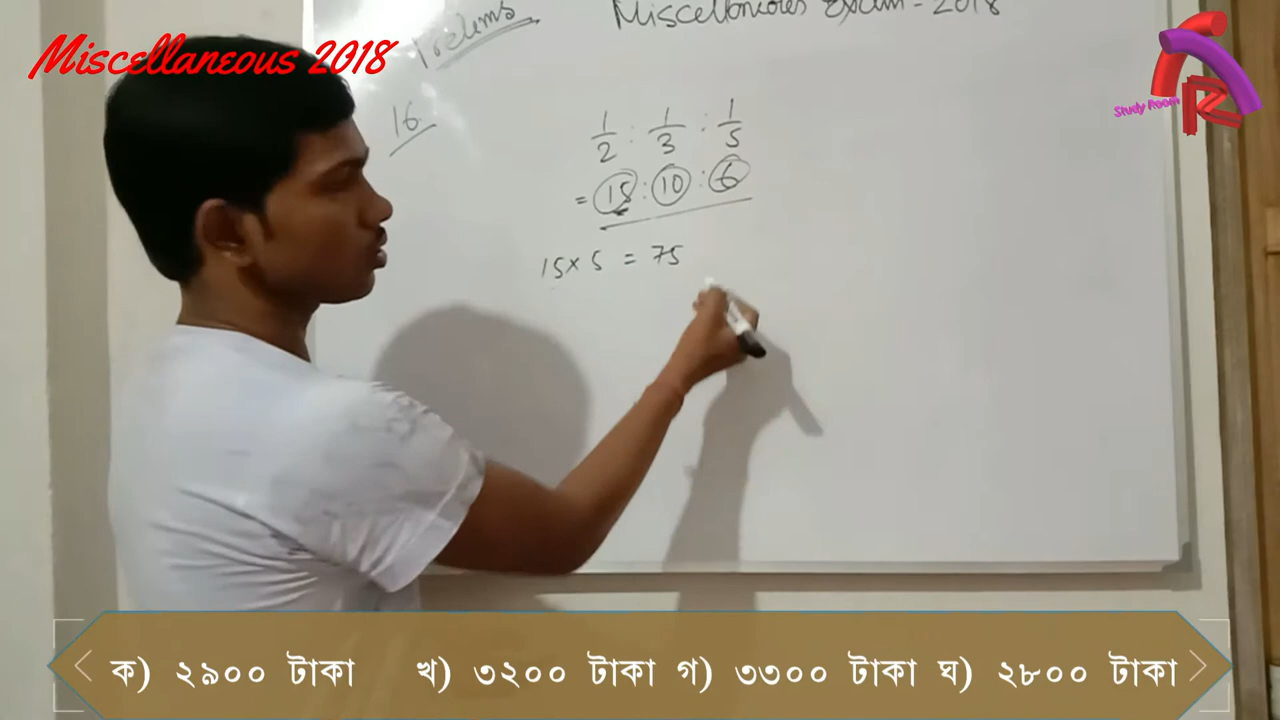 Prelims Miscellanious Exam - 2018
Miscellaneous 2018
Study Room
R
16.
1/2 : 1/3 : 1/5
= 15 : 10 : 6
15 × 5 = 75
ক) ২৯০০ টাকা খ) ৩২০০ টাকা গ) ৩৩০০ টাকা ঘ) ২৮০০ টাকা